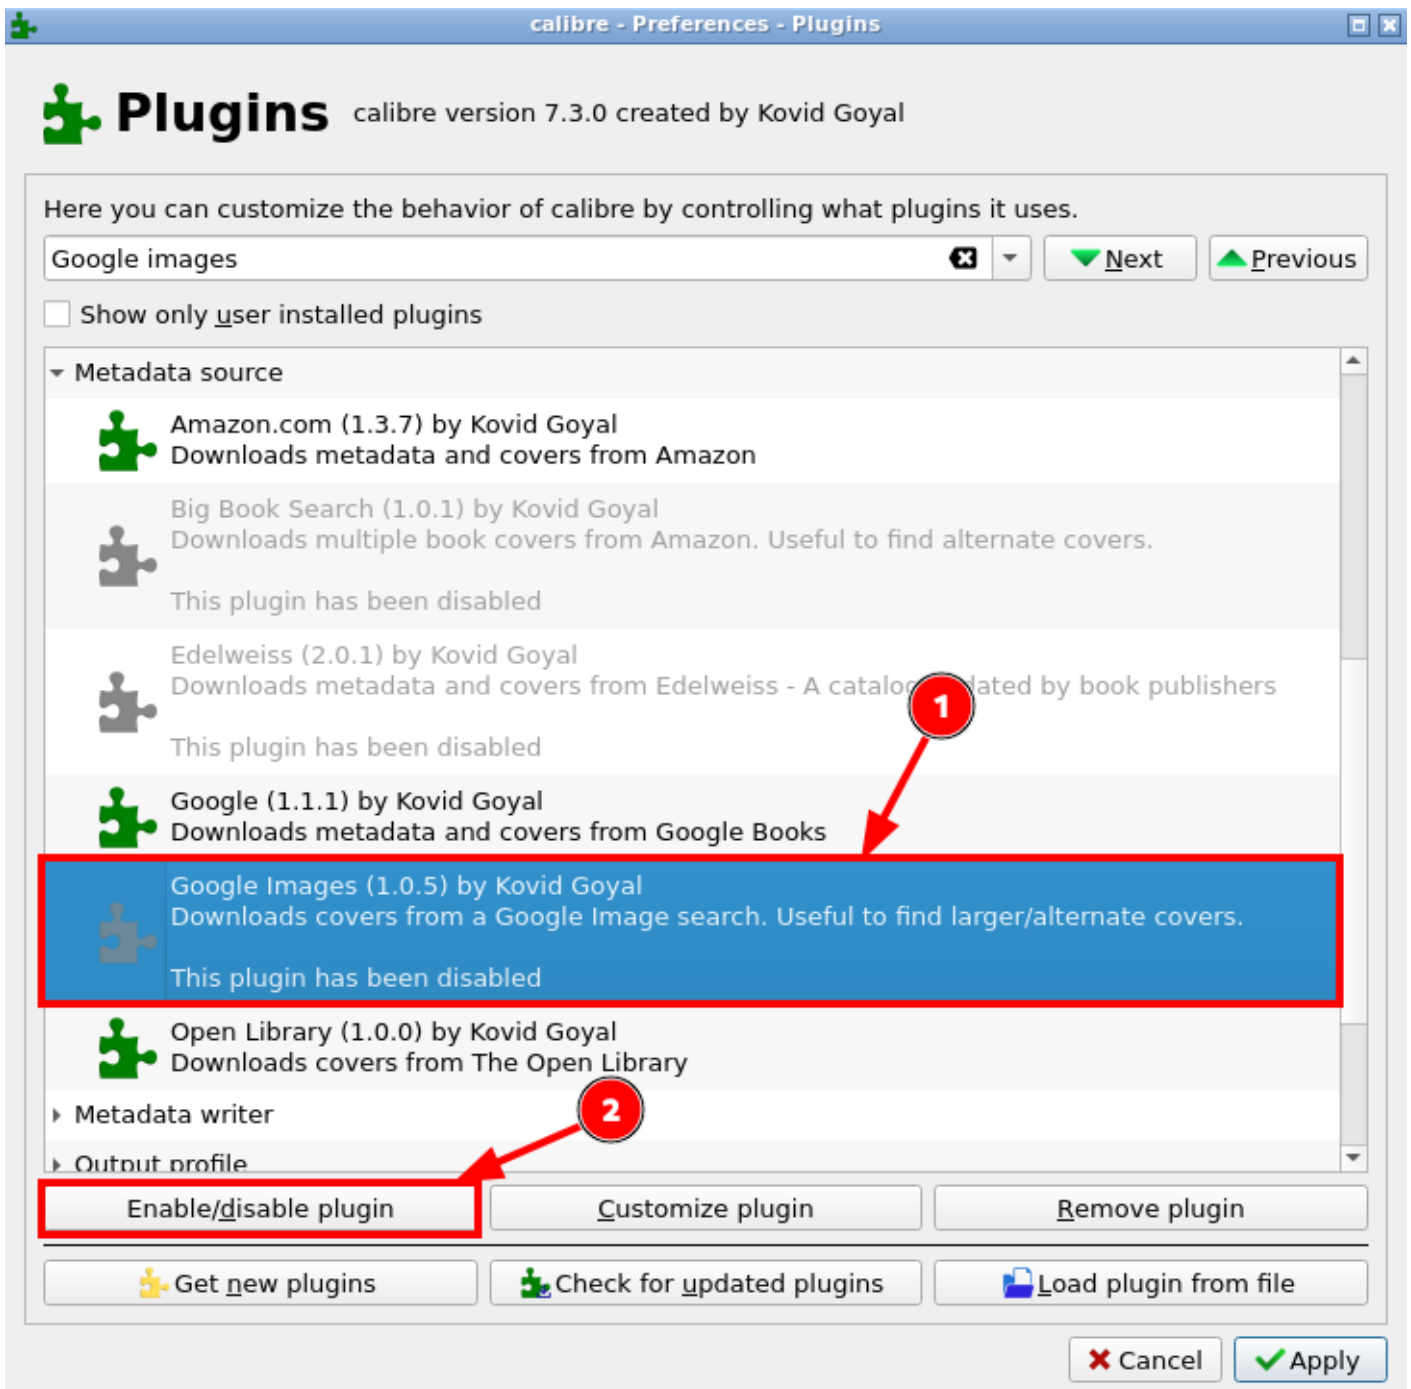 calibre - Preferences - Plugins
Plugins calibre version 7.3.0 created by Kovid Goyal
Here you can customize the behavior of calibre by controlling what plugins it uses.
Google images
Next
Previous
Show only user installed plugins
Metadata source
Amazon.com (1.3.7) by Kovid Goyal
Downloads metadata and covers from Amazon
Big Book Search (1.0.1) by Kovid Goyal
Downloads multiple book covers from Amazon. Useful to find alternate covers.
This plugin has been disabled
Edelweiss (2.0.1) by Kovid Goyal
Downloads metadata and covers from Edelweiss - A catalog dated by book publishers
1
This plugin has been disabled
Google (1.1.1) by Kovid Goyal
Downloads metadata and covers from Google Books
Google Images (1.0.5) by Kovid Goyal
Downloads covers from a Google Image search. Useful to find larger/alternate covers.
This plugin has been disabled
Open Library (1.0.0) by Kovid Goyal
Downloads covers from The Open Library
Metadata writer
2
Output profile
Enable/disable plugin
Customize plugin
Remove plugin
Get new plugins
Check for updated plugins
Load plugin from file
Cancel
Apply